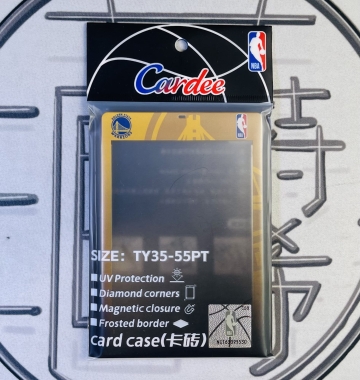 Cardee
NBA
SIZE: TY35-55PT
UV Protection
Diamond corners
Magnetic closure
Frosted border
card case(卡砖)